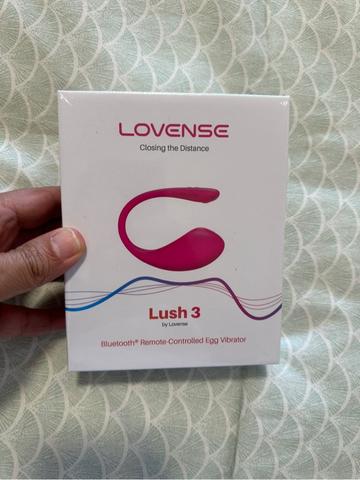 LOVENSE
Closing the Distance
Lush 3
by Lovense
Bluetooth® Remote Controlled Egg Vibrator